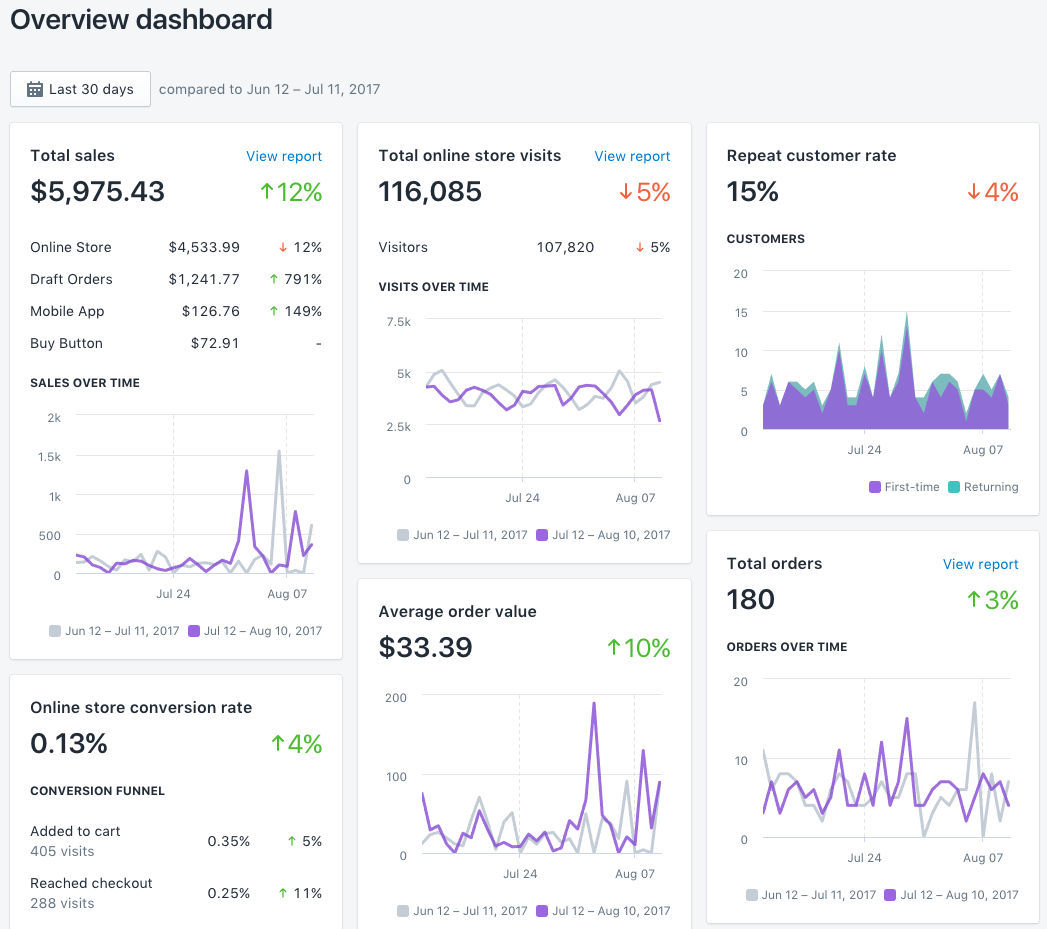 Overview dashboard
Last 30 days compared to Jun 12 – Jul 11, 2017
Total sales View report
$5,975.43 ↑12%
Online Store $4,533.99 ↓ 12%
Draft Orders $1,241.77 ↑ 791%
Mobile App $126.76 ↑ 149%
Buy Button $72.91 -
SALES OVER TIME
2k
1.5k
1k
500
0
Jul 24 Aug 07
Jun 12 – Jul 11, 2017 Jul 12 – Aug 10, 2017
Online store conversion rate
0.13% ↑4%
CONVERSION FUNNEL
Added to cart
405 visits
0.35% ↑ 5%
Reached checkout
288 visits
0.25% ↑ 11%
Total online store visits View report
116,085 ↓5%
Visitors 107,820 ↓ 5%
VISITS OVER TIME
7.5k
5k
2.5k
0
Jul 24 Aug 07
Jun 12 – Jul 11, 2017 Jul 12 – Aug 10, 2017
Average order value
$33.39 ↑10%
200
100
0
Jul 24 Aug 07
Jun 12 – Jul 11, 2017 Jul 12 – Aug 10, 2017
Repeat customer rate
15% ↓4%
CUSTOMERS
20
15
10
5
0
Jul 24 Aug 07
First-time Returning
Total orders View report
180 ↑3%
ORDERS OVER TIME
20
10
0
Jul 24 Aug 07
Jun 12 – Jul 11, 2017 Jul 12 – Aug 10, 2017